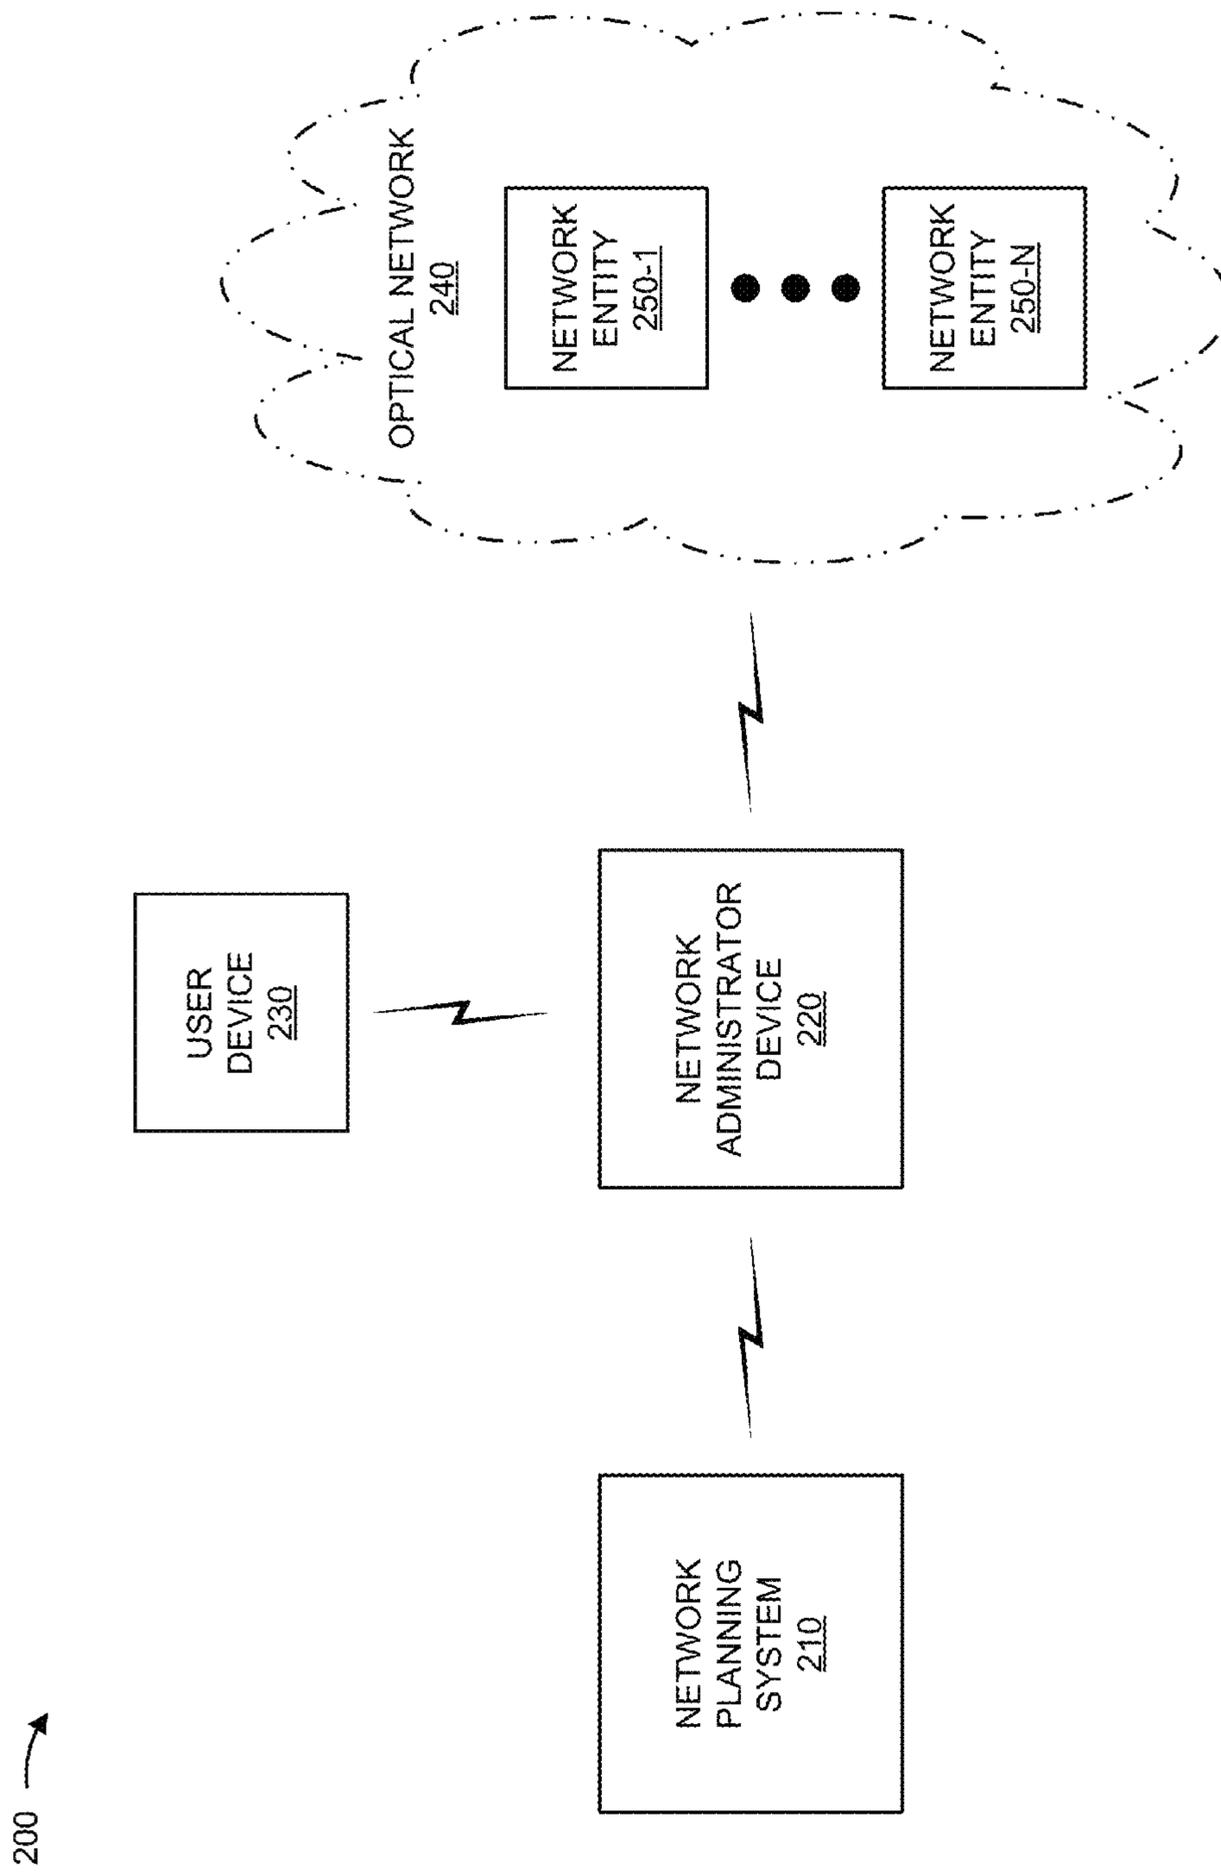 200
USER
DEVICE
230
OPTICAL NETWORK
240
NETWORK
PLANNING
SYSTEM
210
NETWORK
ADMINISTRATOR
DEVICE
220
NETWORK
ENTITY
250-1
NETWORK
ENTITY
250-N